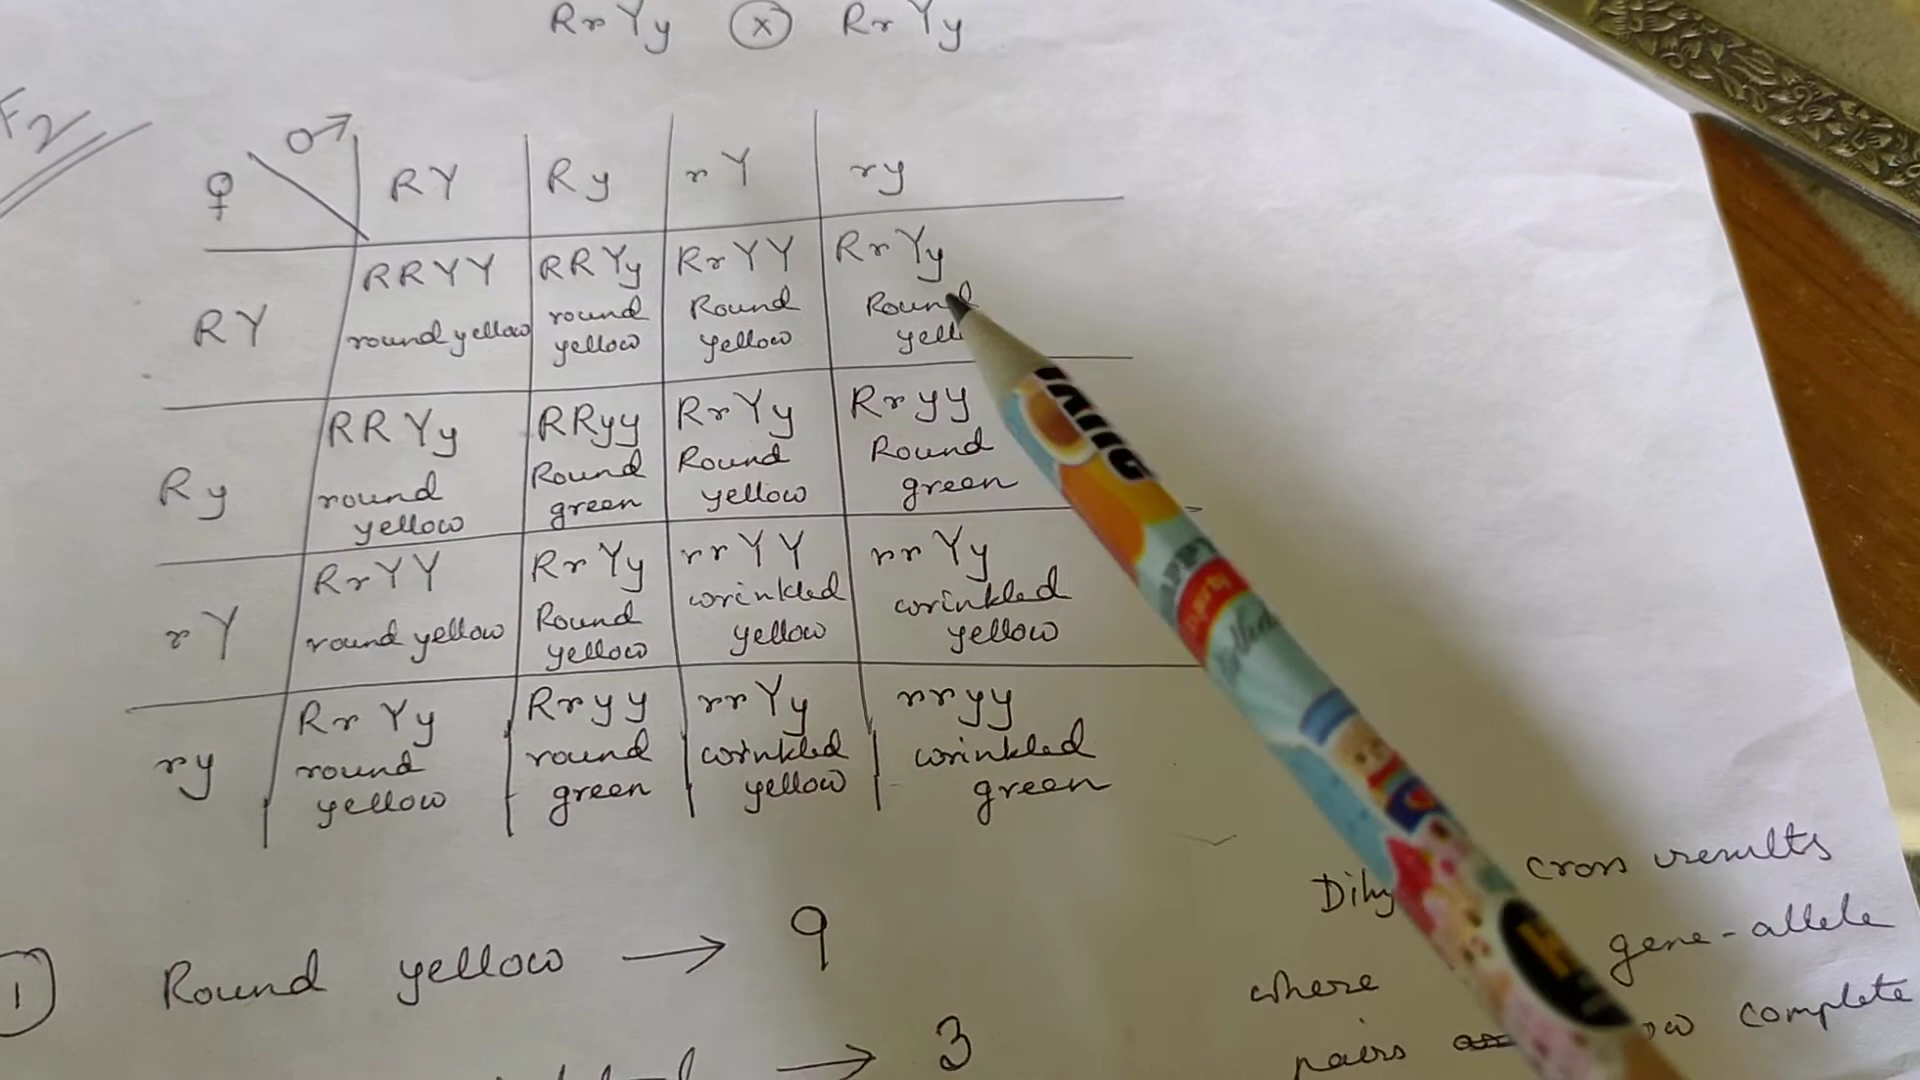 RrYy x RrYy
F2
♀ ♂ RY Ry rY ry
RY RRYY RRYy RrYY RrYy
round yellow round yellow Round yellow Round
Ry RRYy RRyy RrYy Rryy
round yellow Round green Round yellow Round green
rY RrYY RrYy rrYY rrYy
round yellow Round yellow wrinkled yellow wrinkled yellow
ry RrYy Rryy rrYy rryy
round yellow round green wrinkled yellow wrinkled green
1 Round yellow → 9
→ 3
cross results
where gene-allele
pairs complete